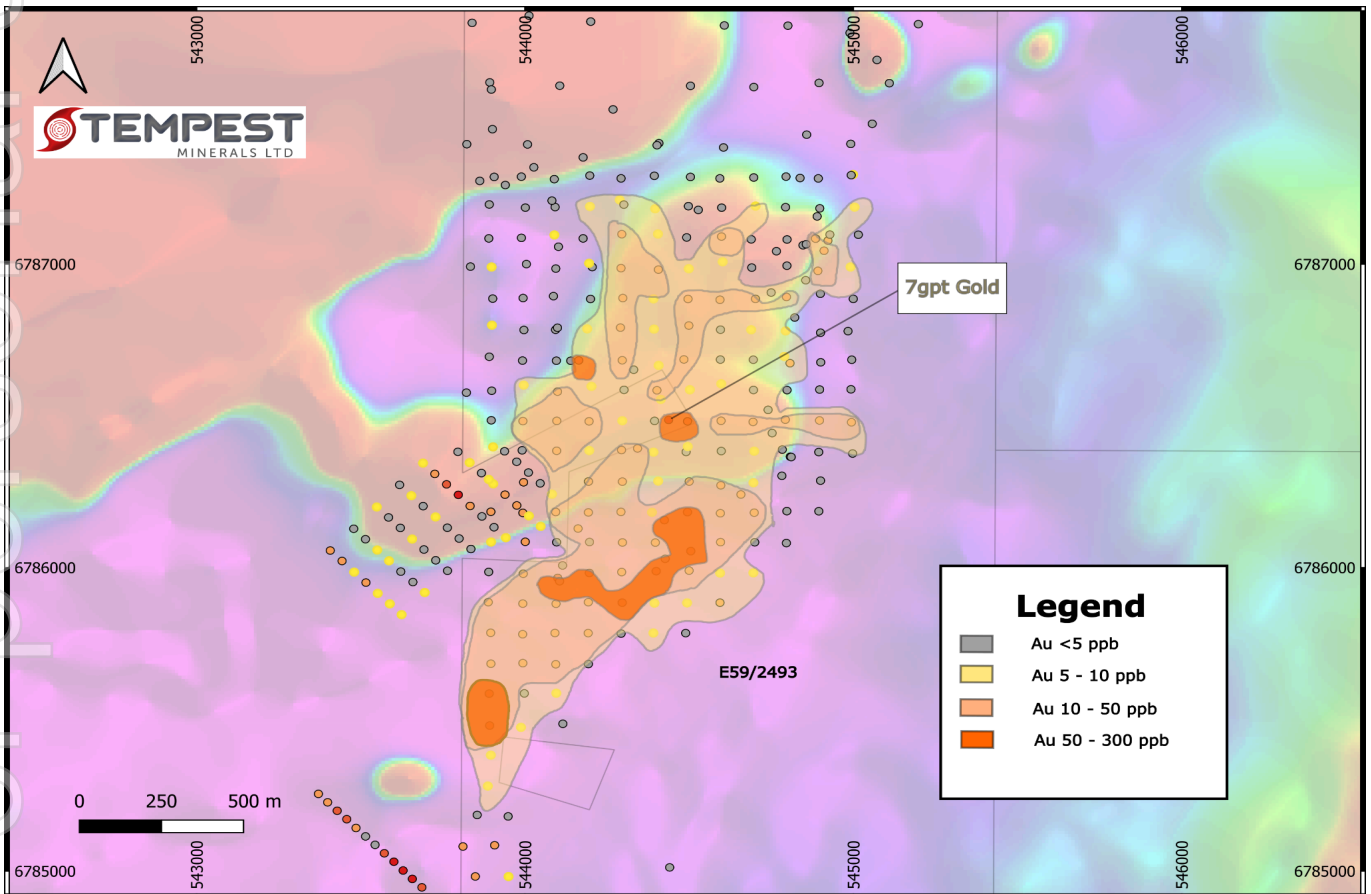 543000
544000
545000
546000
TEMPEST
MINERALS LTD
6787000
6787000
7gpt Gold
6786000
6786000
Legend
Au <5 ppb
Au 5 - 10 ppb
Au 10 - 50 ppb
Au 50 - 300 ppb
E59/2493
0 250 500 m
6785000
6785000
543000
544000
545000
546000